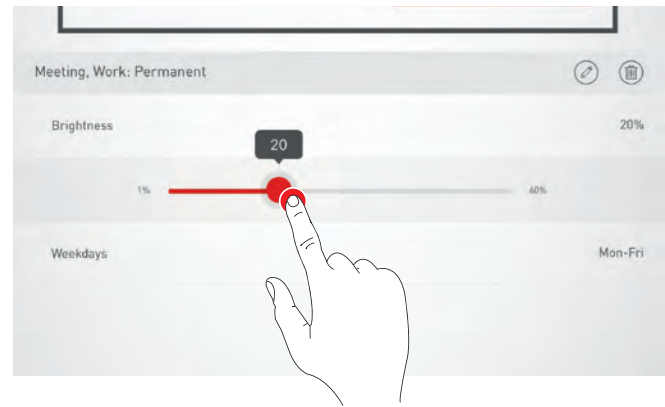 Meeting, Work: Permanent
Brightness 20%
20
1% 60%
Weekdays Mon-Fri